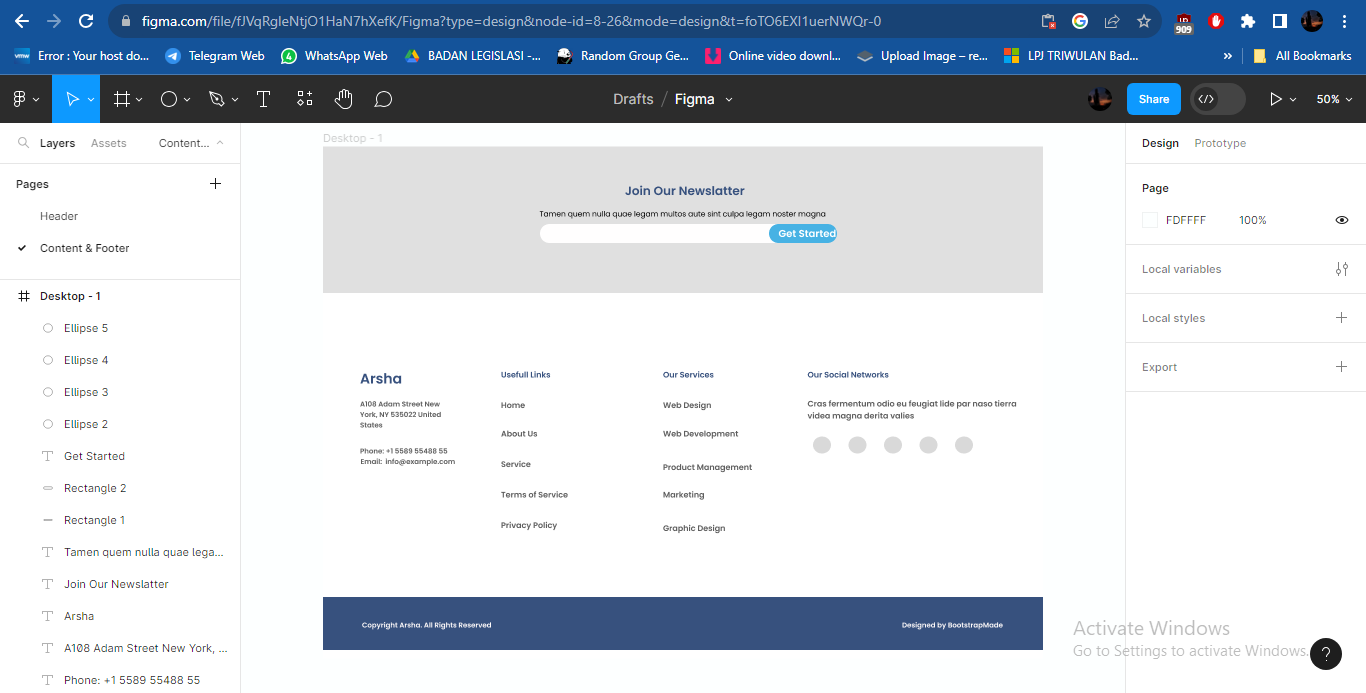 figma.com/file/fJVqRgIeNtjO1HaN7hXefK/Figma?type=design&node-id=8-26&mode=design&t=foTO6EXI1uerNWQr-0
909
vmw Error : Your host do... Telegram Web 4 WhatsApp Web BADAN LEGISLASI -... Random Group Ge... Online video downl... Upload Image – re... LPJ TRIWULAN Bad... » All Bookmarks
Drafts / Figma Share </> 50%
Layers Assets Content... Desktop - 1 Design Prototype
Pages
Header
Content & Footer
Desktop - 1
Ellipse 5
Ellipse 4
Ellipse 3
Ellipse 2
Get Started
Rectangle 2
Rectangle 1
Tamen quem nulla quae lega...
Join Our Newslatter
Arsha
A108 Adam Street New York, ...
Phone: +1 5589 55488 55
Join Our Newslatter
Tamen quem nulla quae legam multos aute sint culpa legam noster magna
Get Started
Arsha
A108 Adam Street New
York, NY 535022 United
States
Phone: +1 5589 55488 55
Email: info@example.com
Usefull Links
Home
About Us
Service
Terms of Service
Privacy Policy
Our Services
Web Design
Web Development
Product Management
Marketing
Graphic Design
Our Social Networks
Cras fermentum odio eu feugiat lide par naso tierra
videa magna derita valies
Copyright Arsha. All Rights Reserved
Designed by BootstrapMade
Page
FDFFFF 100%
Local variables
Local styles
Export
Activate Windows
Go to Settings to activate Windows.
?